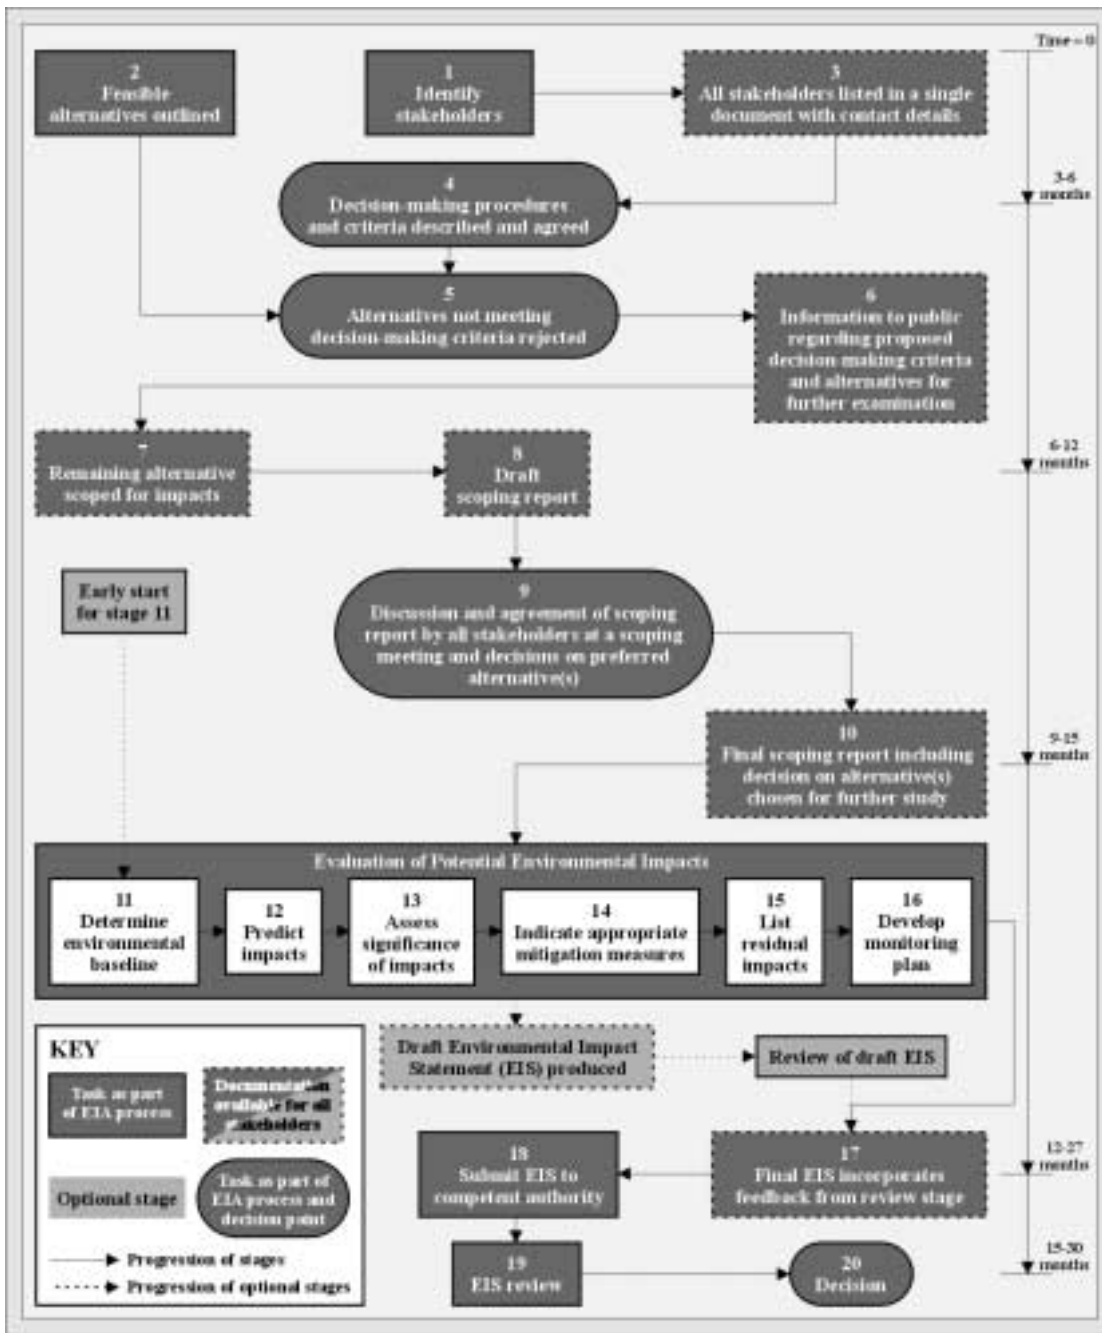 Time = 0
2
Feasible
alternatives outlined
1
Identify
stakeholders
3
All stakeholders listed in a single
document with contact details
3-6
months
4
Decision-making procedures
and criteria described and agreed
5
Alternatives not meeting
decision-making criteria rejected
6
Information to public
regarding proposed
decision-making criteria
and alternatives for
further examination
7
Remaining alternative
scoped for impacts
8
Draft
scoping report
6-12
months
Early start
for stage 11
9
Discussion and agreement of scoping
report by all stakeholders at a scoping
meeting and decisions on preferred
alternative(s)
10
Final scoping report including
decision on alternative(s)
chosen for further study
9-15
months
Evaluation of Potential Environmental Impacts
11
Determine
environmental
baseline
12
Predict
impacts
13
Assess
significance
of impacts
14
Indicate appropriate
mitigation measures
15
List
residual
impacts
16
Develop
monitoring
plan
Draft Environmental Impact
Statement (EIS) produced
Review of draft EIS
KEY
Task as part
of EIA process
Documentation
available for all
stakeholders
Optional stage
Task as part of
EIA process and
decision point
Progression of stages
Progression of optional stages
18
Submit EIS to
competent authority
17
Final EIS incorporates
feedback from review stage
12-27
months
19
EIS review
20
Decision
15-30
months